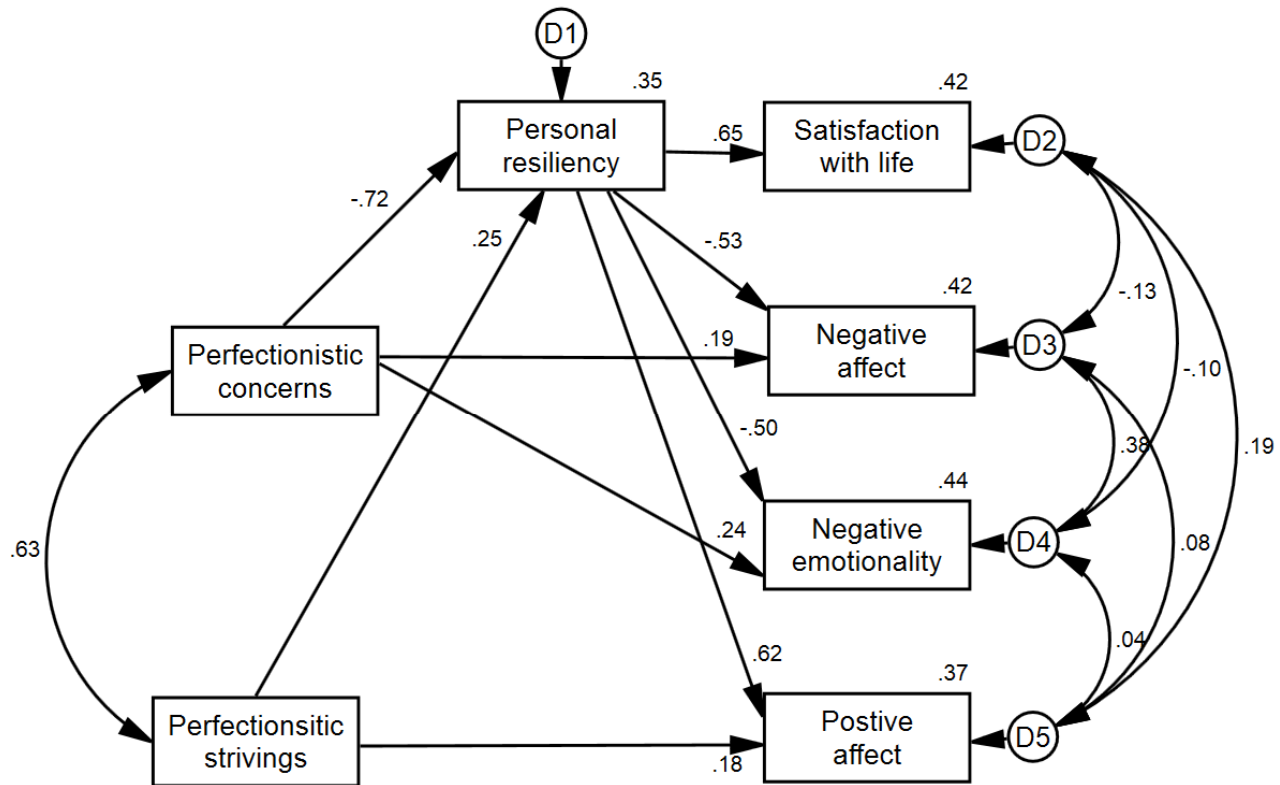 D1
.35
.42
Personal
resiliency
.65
Satisfaction
with life
D2
-.72
.25
-.53
.42
-.13
Perfectionistic
concerns
.19
Negative
affect
D3
-.10
-.50
.38
.19
.44
.63
.24
Negative
emotionality
D4
.08
.04
.62
.37
Perfectionsitic
strivings
.18
Postive
affect
D5